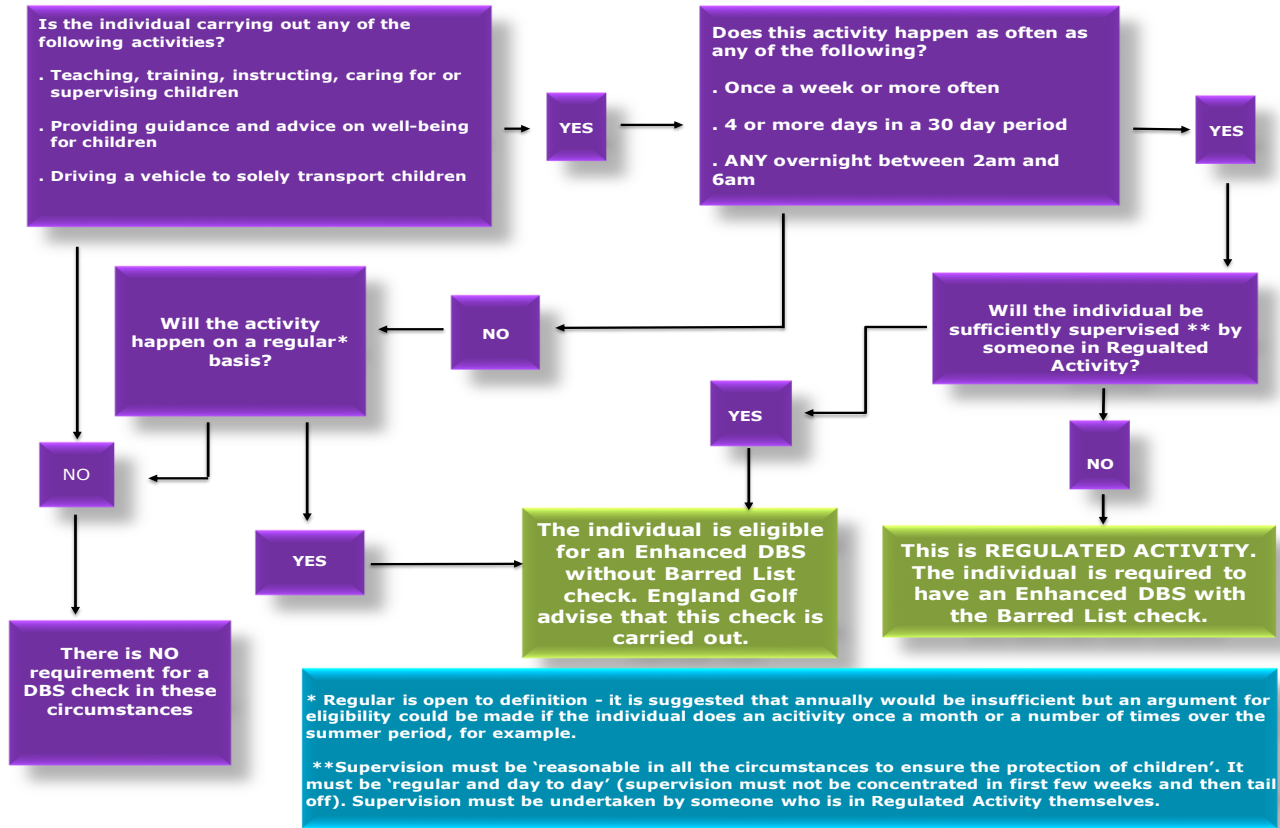 Is the individual carrying out any of the
following activities?
. Teaching, training, instructing, caring for or
supervising children
. Providing guidance and advice on well-being
for children
. Driving a vehicle to solely transport children
YES
Does this activity happen as often as
any of the following?
. Once a week or more often
. 4 or more days in a 30 day period
. ANY overnight between 2am and
6am
YES
Will the activity
happen on a regular*
basis?
NO
Will the individual be
sufficiently supervised ** by
someone in Regualted
Activity?
YES
NO
NO
YES
The individual is eligible
for an Enhanced DBS
without Barred List
check. England Golf
advise that this check is
carried out.
This is REGULATED ACTIVITY.
The individual is required to
have an Enhanced DBS with
the Barred List check.
There is NO
requirement for a
DBS check in these
circumstances
* Regular is open to definition - it is suggested that annually would be insufficient but an argument for
eligibility could be made if the individual does an acitivity once a month or a number of times over the
summer period, for example.
**Supervision must be ‘reasonable in all the circumstances to ensure the protection of children’. It
must be ‘regular and day to day’ (supervision must not be concentrated in first few weeks and then tail
off). Supervision must be undertaken by someone who is in Regulated Activity themselves.